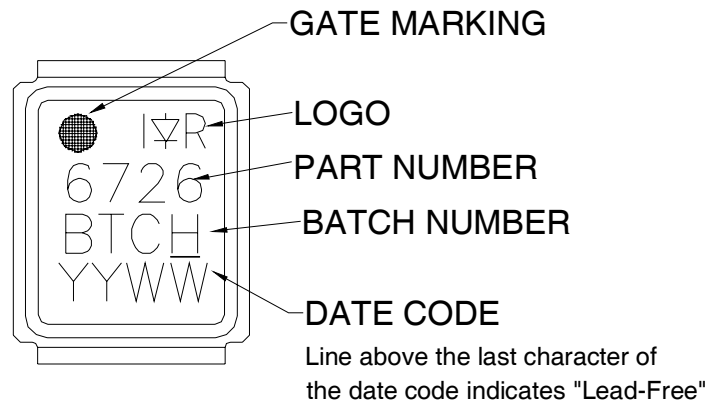 GATE MARKING
I R
LOGO
6726
PART NUMBER
BTCH
BATCH NUMBER
YYWW
DATE CODE
Line above the last character of
the date code indicates "Lead-Free"